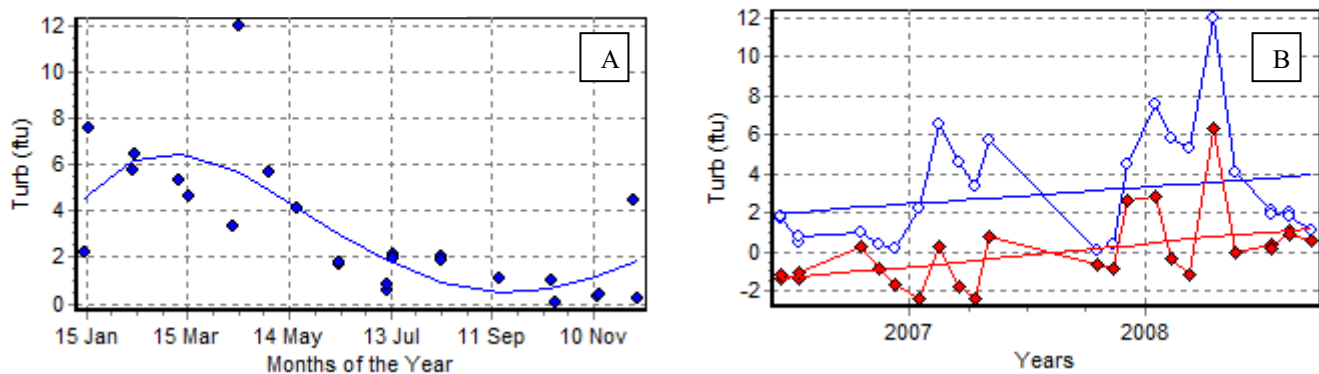 A
Turb (ftu)
12
10
8
6
4
2
0
15 Jan
15 Mar
14 May
13 Jul
11 Sep
10 Nov
Months of the Year
B
Turb (ftu)
12
10
8
6
4
2
0
-2
2007
2008
Years